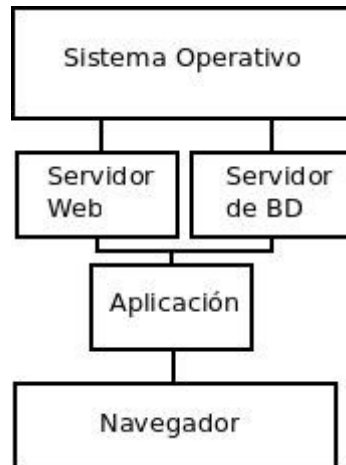 Sistema Operativo
Servidor
Web
Servidor
de BD
Aplicación
Navegador